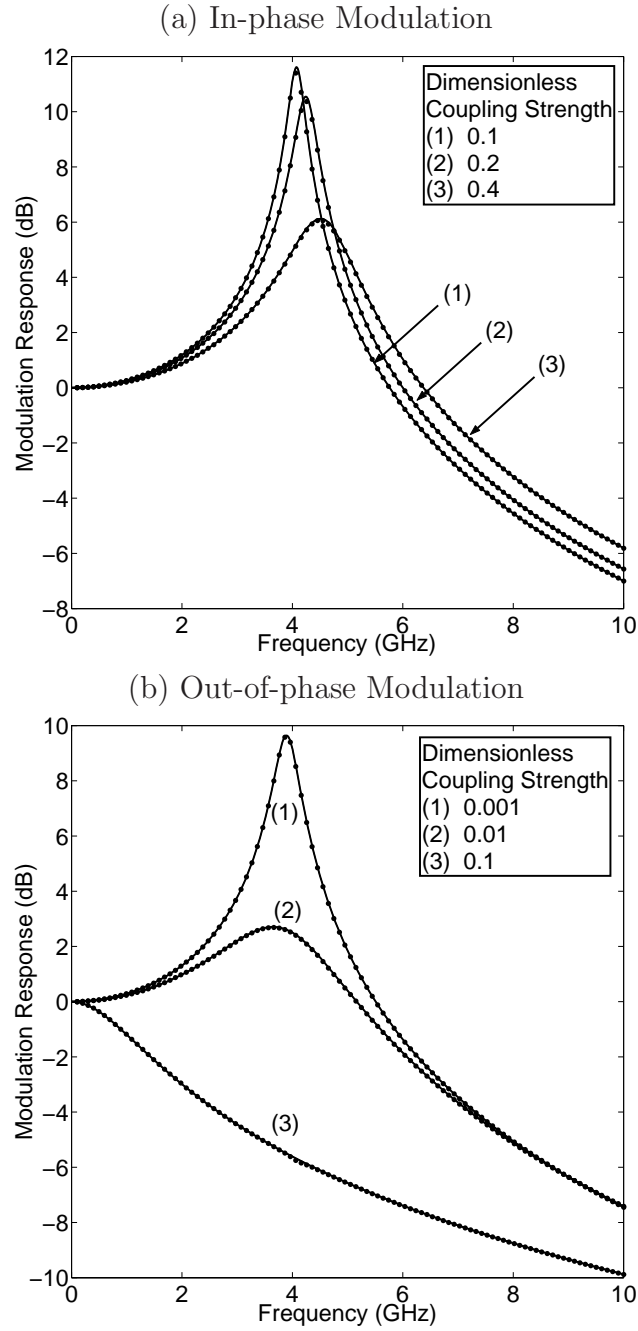 (a) In-phase Modulation
12
10
8
6
4
2
0
−2
−4
−6
−8
Modulation Response (dB)
Dimensionless
Coupling Strength
(1) 0.1
(2) 0.2
(3) 0.4
(1)
(2)
(3)
0 2 4 6 8 10
Frequency (GHz)
(b) Out-of-phase Modulation
10
8
6
4
2
0
−2
−4
−6
−8
−10
Modulation Response (dB)
Dimensionless
Coupling Strength
(1) 0.001
(2) 0.01
(3) 0.1
(1)
(2)
(3)
0 2 4 6 8 10
Frequency (GHz)